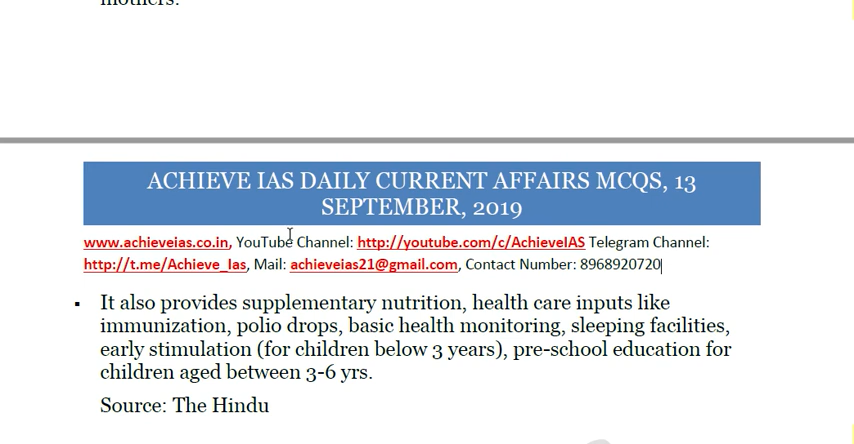 mothers.
ACHIEVE IAS DAILY CURRENT AFFAIRS MCQS, 13
SEPTEMBER, 2019
www.achieveias.co.in, YouTube Channel: http://youtube.com/c/AchieveIAS Telegram Channel:
http://t.me/Achieve_Ias, Mail: achieveias21@gmail.com, Contact Number: 8968920720
▪ It also provides supplementary nutrition, health care inputs like
immunization, polio drops, basic health monitoring, sleeping facilities,
early stimulation (for children below 3 years), pre-school education for
children aged between 3-6 yrs.
Source: The Hindu